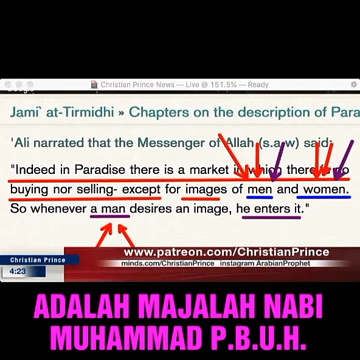 Christian Prince News — Live @ 151.5% — Ready
Jami` at-Tirmidhi » Chapters on the description of Para
'Ali narrated that the Messenger of Allah (s.a.w) said:
"Indeed in Paradise there is a market in which there is no
buying nor selling- except for images of men and women.
So whenever a man desires an image, he enters it."
www.patreon.com/ChristianPrince
Christian Prince
minds.com/ChristianPrince instagram ArabianProphet
4:23
ADALAH MAJALAH NABI
MUHAMMAD P.B.U.H.